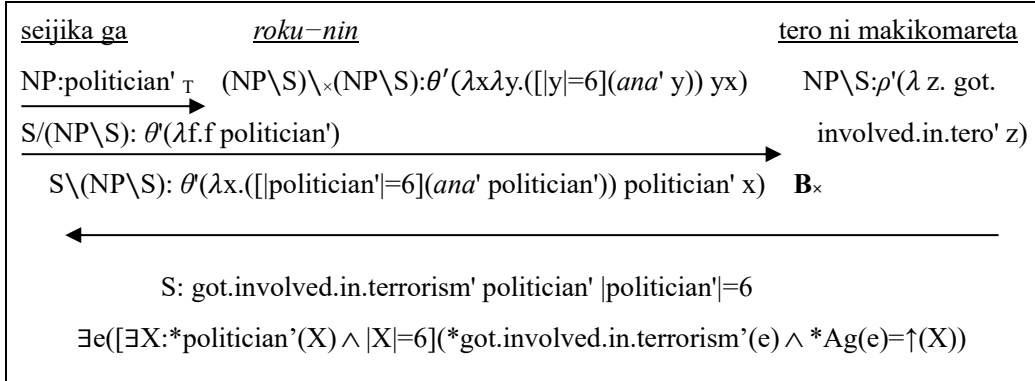 seijika ga roku−nin tero ni makikomareta
NP:politician' T (NP\S)\×(NP\S):θ′(λxλy.([|y|=6](ana' y)) yx) NP\S:ρ'(λ z. got.
S/(NP\S): θ'(λf.f politician') involved.in.tero' z)
S\(NP\S): θ'(λx.([|politician'|=6](ana' politician')) politician' x) B×
S: got.involved.in.terrorism' politician' |politician'|=6
∃e([∃X:*politician’(X) ∧ |X|=6](*got.involved.in.terrorism’(e) ∧ *Ag(e)=↑(X))